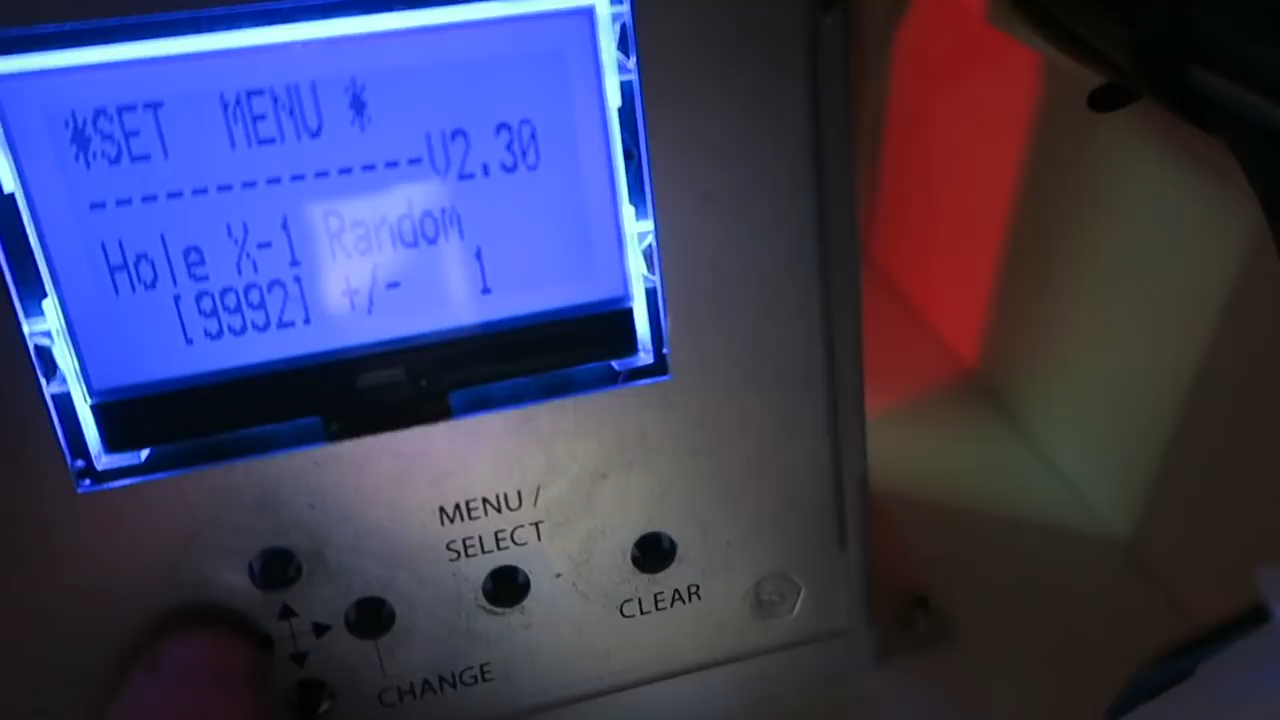 *SET MENU *
-------------V2.30
Hole %-1 Random
[9992] +/- 1
MENU /
SELECT
CLEAR
CHANGE